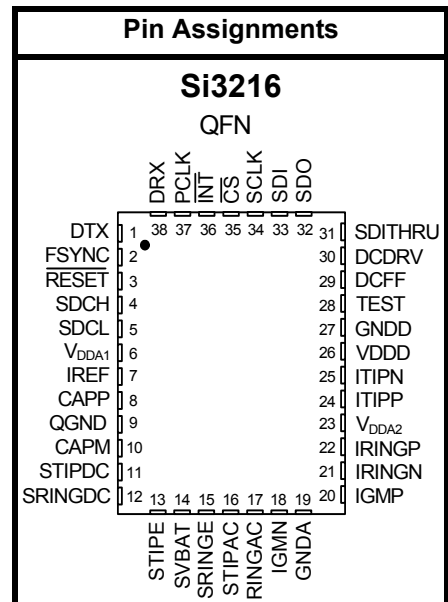 Pin Assignments
Si3216
QFN
DRX
PCLK
INT
CS
SCLK
SDI
SDO
38 37 36 35 34 33 32
DTX 1
FSYNC 2
RESET 3
SDCH 4
SDCL 5
VDDA1 6
IREF 7
CAPP 8
QGND 9
CAPM 10
STIPDC 11
SRINGDC 12
31 SDITHRU
30 DCDRV
29 DCFF
28 TEST
27 GNDD
26 VDDD
25 ITIPN
24 ITIPP
23 VDDA2
22 IRINGP
21 IRINGN
20 IGMP
13 14 15 16 17 18 19
STIPE
SVBAT
SRINGE
STIPAC
RINGAC
IGMN
GNDA